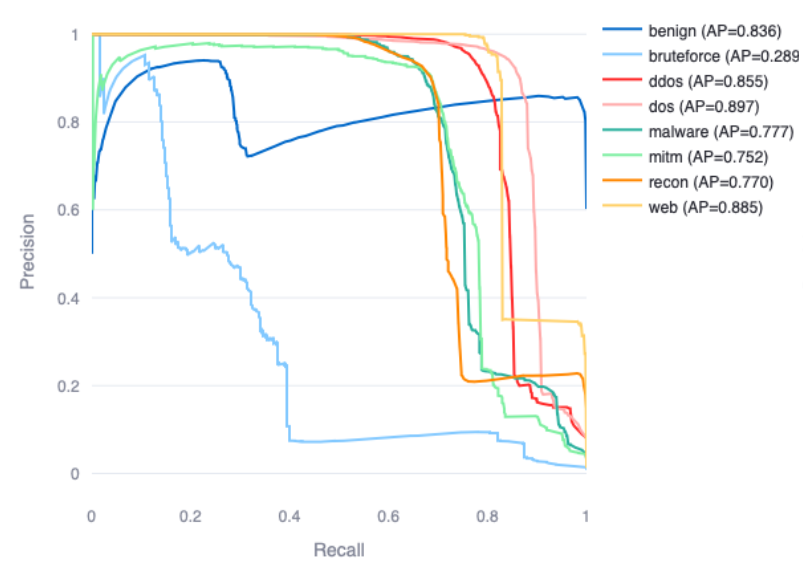 1
0.8
0.6
0.4
0.2
0
0
0.2
0.4
0.6
0.8
1
Precision
Recall
benign (AP=0.836)
bruteforce (AP=0.289
ddos (AP=0.855)
dos (AP=0.897)
malware (AP=0.777)
mitm (AP=0.752)
recon (AP=0.770)
web (AP=0.885)